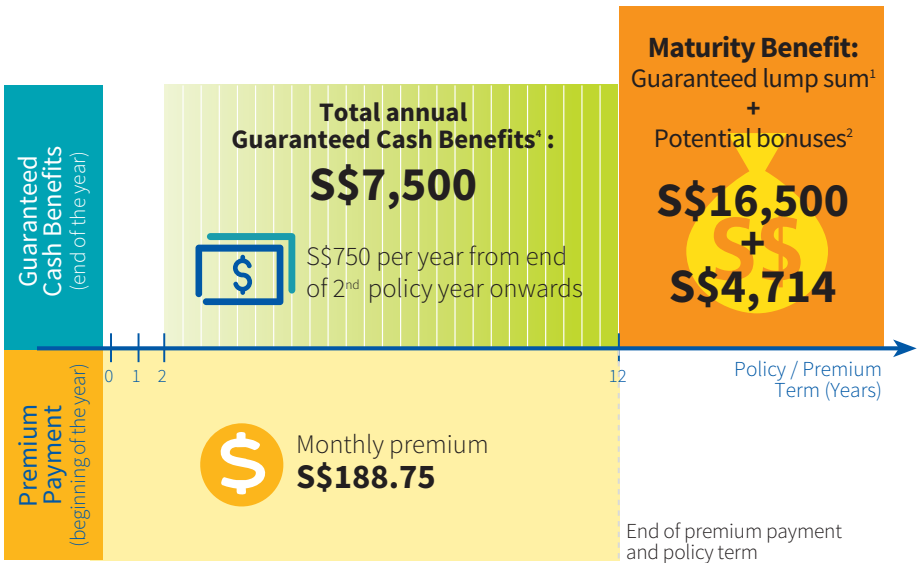 Maturity Benefit:
Guaranteed lump sum¹
+
Potential bonuses²
S$16,500
+
S$4,714
S$
Total annual
Guaranteed Cash Benefits⁴ :
S$7,500
$
S$750 per year from end
of 2nd policy year onwards
Guaranteed
Cash Benefits
(end of the year)
0 1 2 12
Policy / Premium
Term (Years)
Premium
Payment
(beginning of the year)
$
Monthly premium
S$188.75
End of premium payment
and policy term